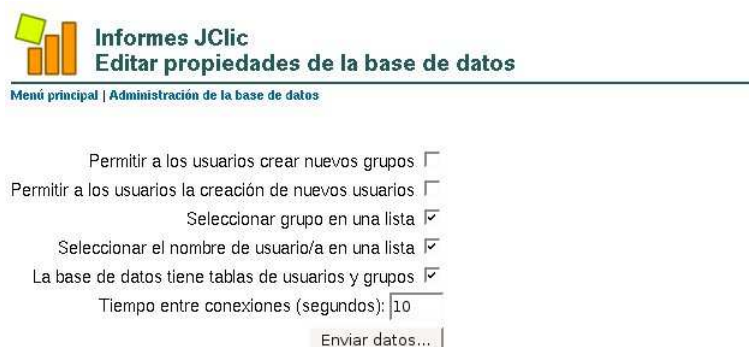 Informes JClic
Editar propiedades de la base de datos
Menú principal | Administración de la base de datos
Permitir a los usuarios crear nuevos grupos
Permitir a los usuarios la creación de nuevos usuarios
Seleccionar grupo en una lista
Seleccionar el nombre de usuario/a en una lista
La base de datos tiene tablas de usuarios y grupos
Tiempo entre conexiones (segundos): 10
Enviar datos...